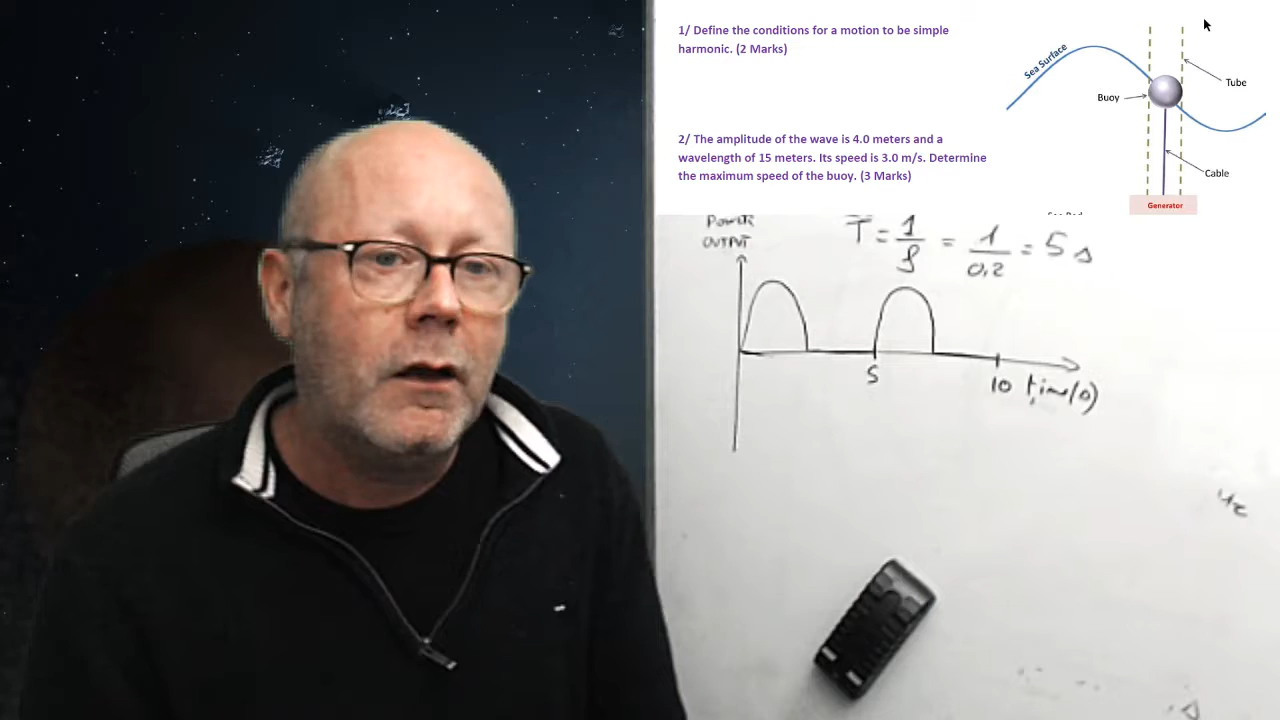 1/ Define the conditions for a motion to be simple
harmonic. (2 Marks)
2/ The amplitude of the wave is 4.0 meters and a
wavelength of 15 meters. Its speed is 3.0 m/s. Determine
the maximum speed of the buoy. (3 Marks)
Sea Surface
Tube
Buoy
Cable
Generator
OUTPUT
T = 1/f = 1/0,2 = 5 s
5
10 time(s)